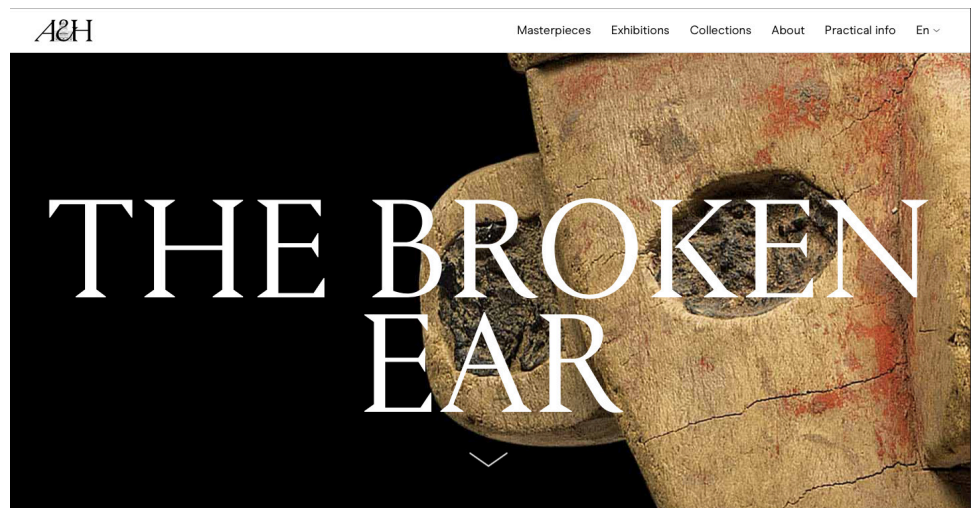 A&H
Masterpieces Exhibitions Collections About Practical info En
THE BROKEN
EAR